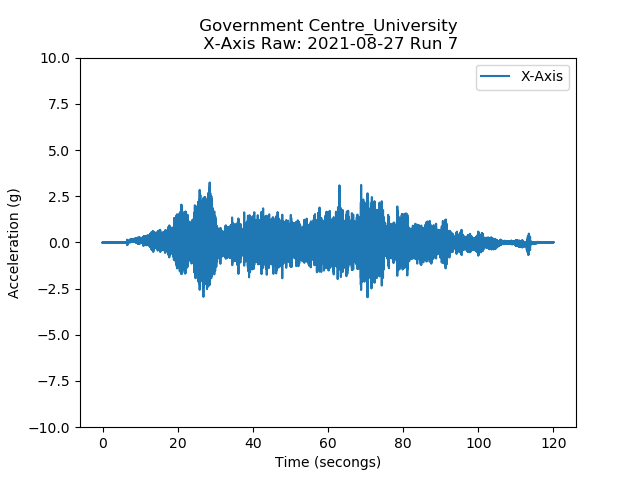 Government Centre_University
X-Axis Raw: 2021-08-27 Run 7
10.0
7.5
5.0
2.5
0.0
−2.5
−5.0
−7.5
−10.0
Acceleration (g)
X-Axis
0 20 40 60 80 100 120
Time (secongs)